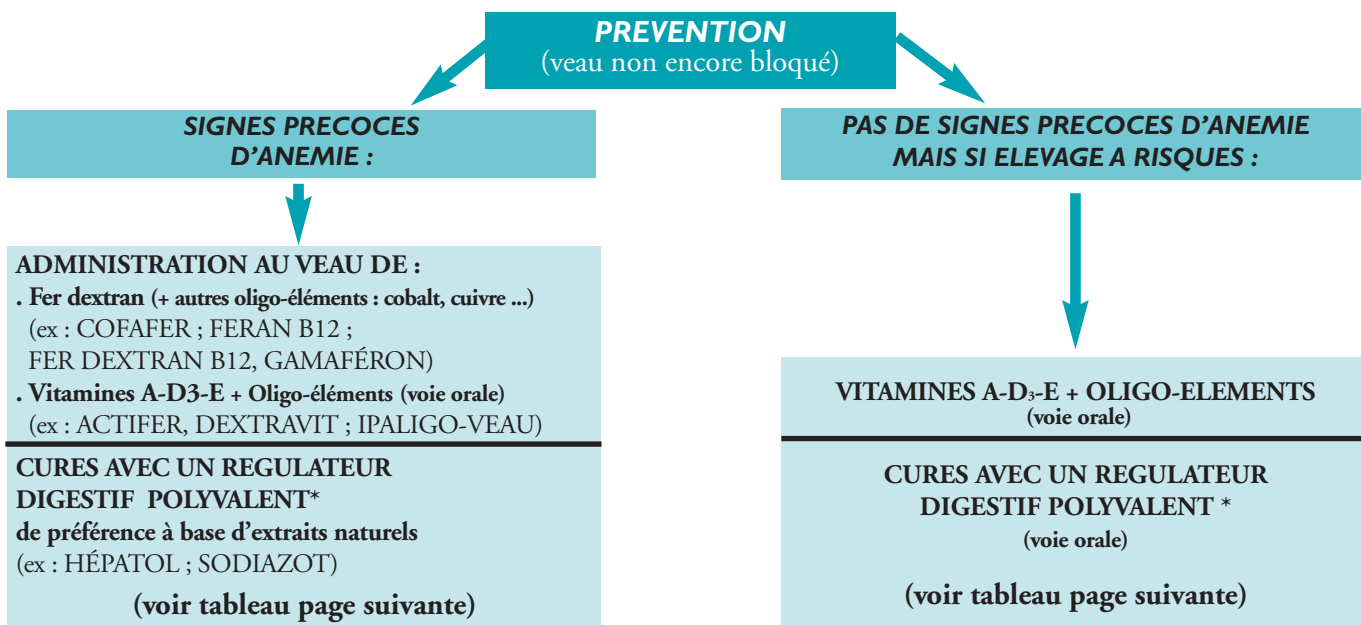 PREVENTION
(veau non encore bloqué)
SIGNES PRECOCES
D’ANEMIE :
ADMINISTRATION AU VEAU DE :
. Fer dextran (+ autres oligo-éléments : cobalt, cuivre ...)
(ex : COFAFER ; FERAN B12 ;
FER DEXTRAN B12, GAMAFÉRON)
. Vitamines A-D3-E + Oligo-éléments (voie orale)
(ex : ACTIFER, DEXTRAVIT ; IPALIGO-VEAU)
CURES AVEC UN REGULATEUR
DIGESTIF POLYVALENT*
de préférence à base d’extraits naturels
(ex : HÉPATOL ; SODIAZOT)
(voir tableau page suivante)
PAS DE SIGNES PRECOCES D’ANEMIE
MAIS SI ELEVAGE A RISQUES :
VITAMINES A-D₃-E + OLIGO-ELEMENTS
(voie orale)
CURES AVEC UN REGULATEUR
DIGESTIF POLYVALENT *
(voie orale)
(voir tableau page suivante)